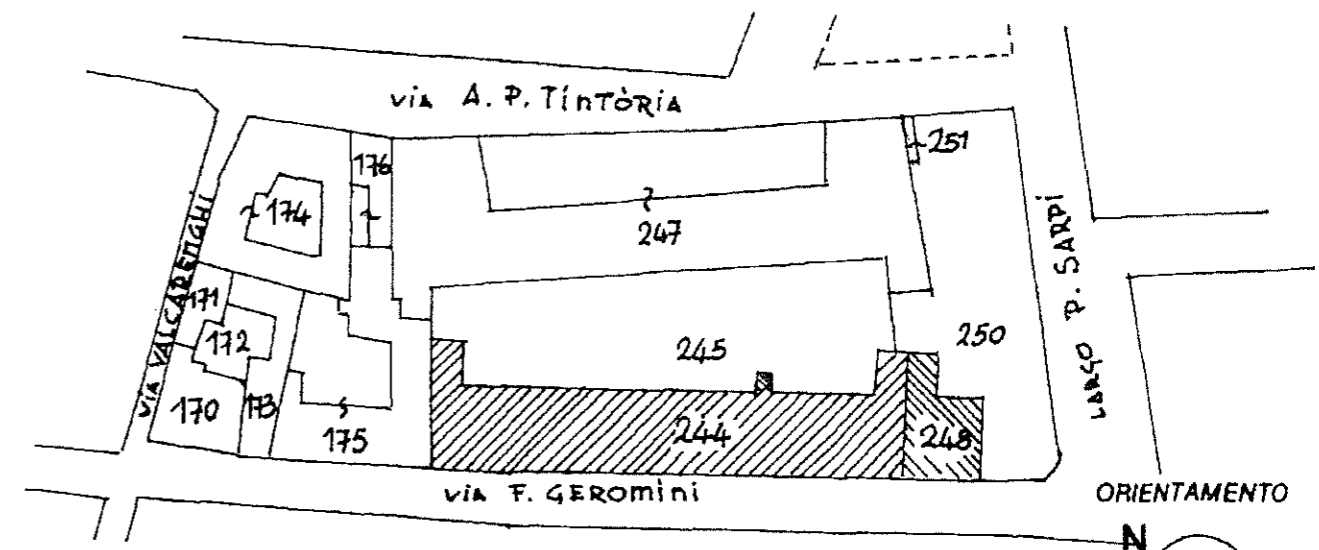 via A. P. TINTÒRIA
176
251
174
247
VIA VALCARENGHI
LARGO P. SARPI
171
172
245
250
170
173
175
244
248
via F. GEROMINI
ORIENTAMENTO
N